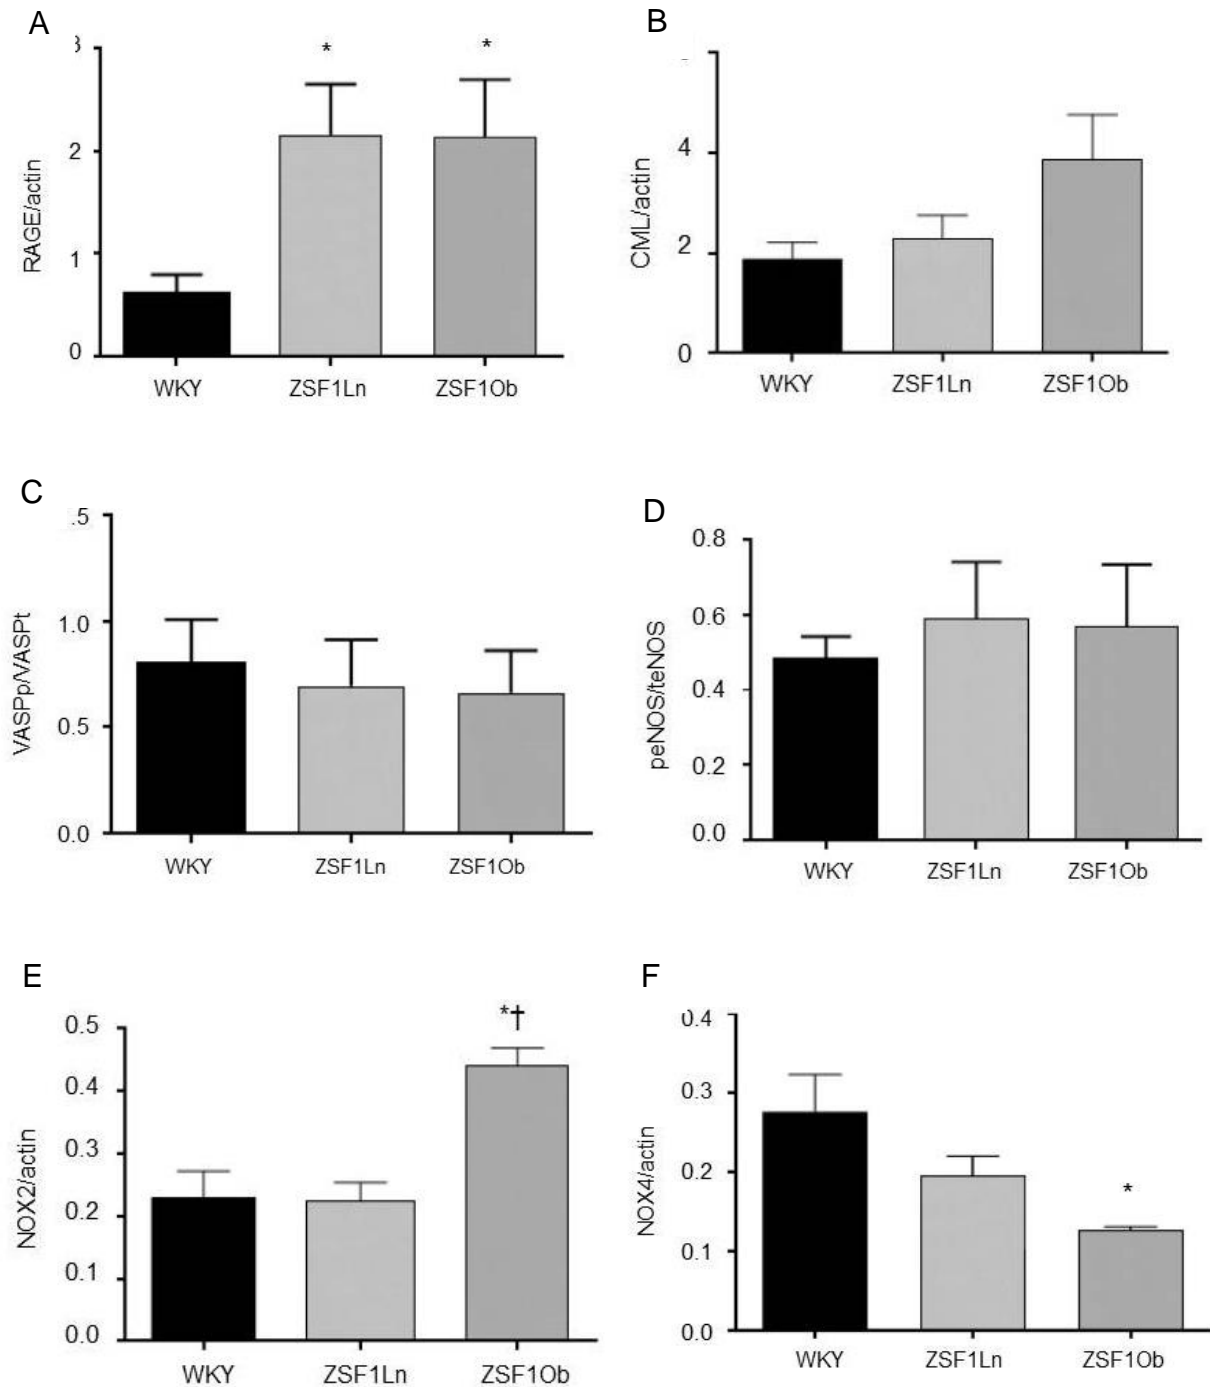 A
3
*
*
2
1
0
RAGE/actin
WKY ZSF1Ln ZSF1Ob
B
4
2
0
CML/actin
WKY ZSF1Ln ZSF1Ob
C
.5
1.0
0.5
0.0
VASPp/VASPt
WKY ZSF1Ln ZSF1Ob
D
0.8
0.6
0.4
0.2
0.0
peNOS/teNOS
WKY ZSF1Ln ZSF1Ob
E
*†
0.5
0.4
0.3
0.2
0.1
0.0
NOX2/actin
WKY ZSF1Ln ZSF1Ob
F
0.4
0.3
0.2
*
0.1
0.0
NOX4/actin
WKY ZSF1Ln ZSF1Ob